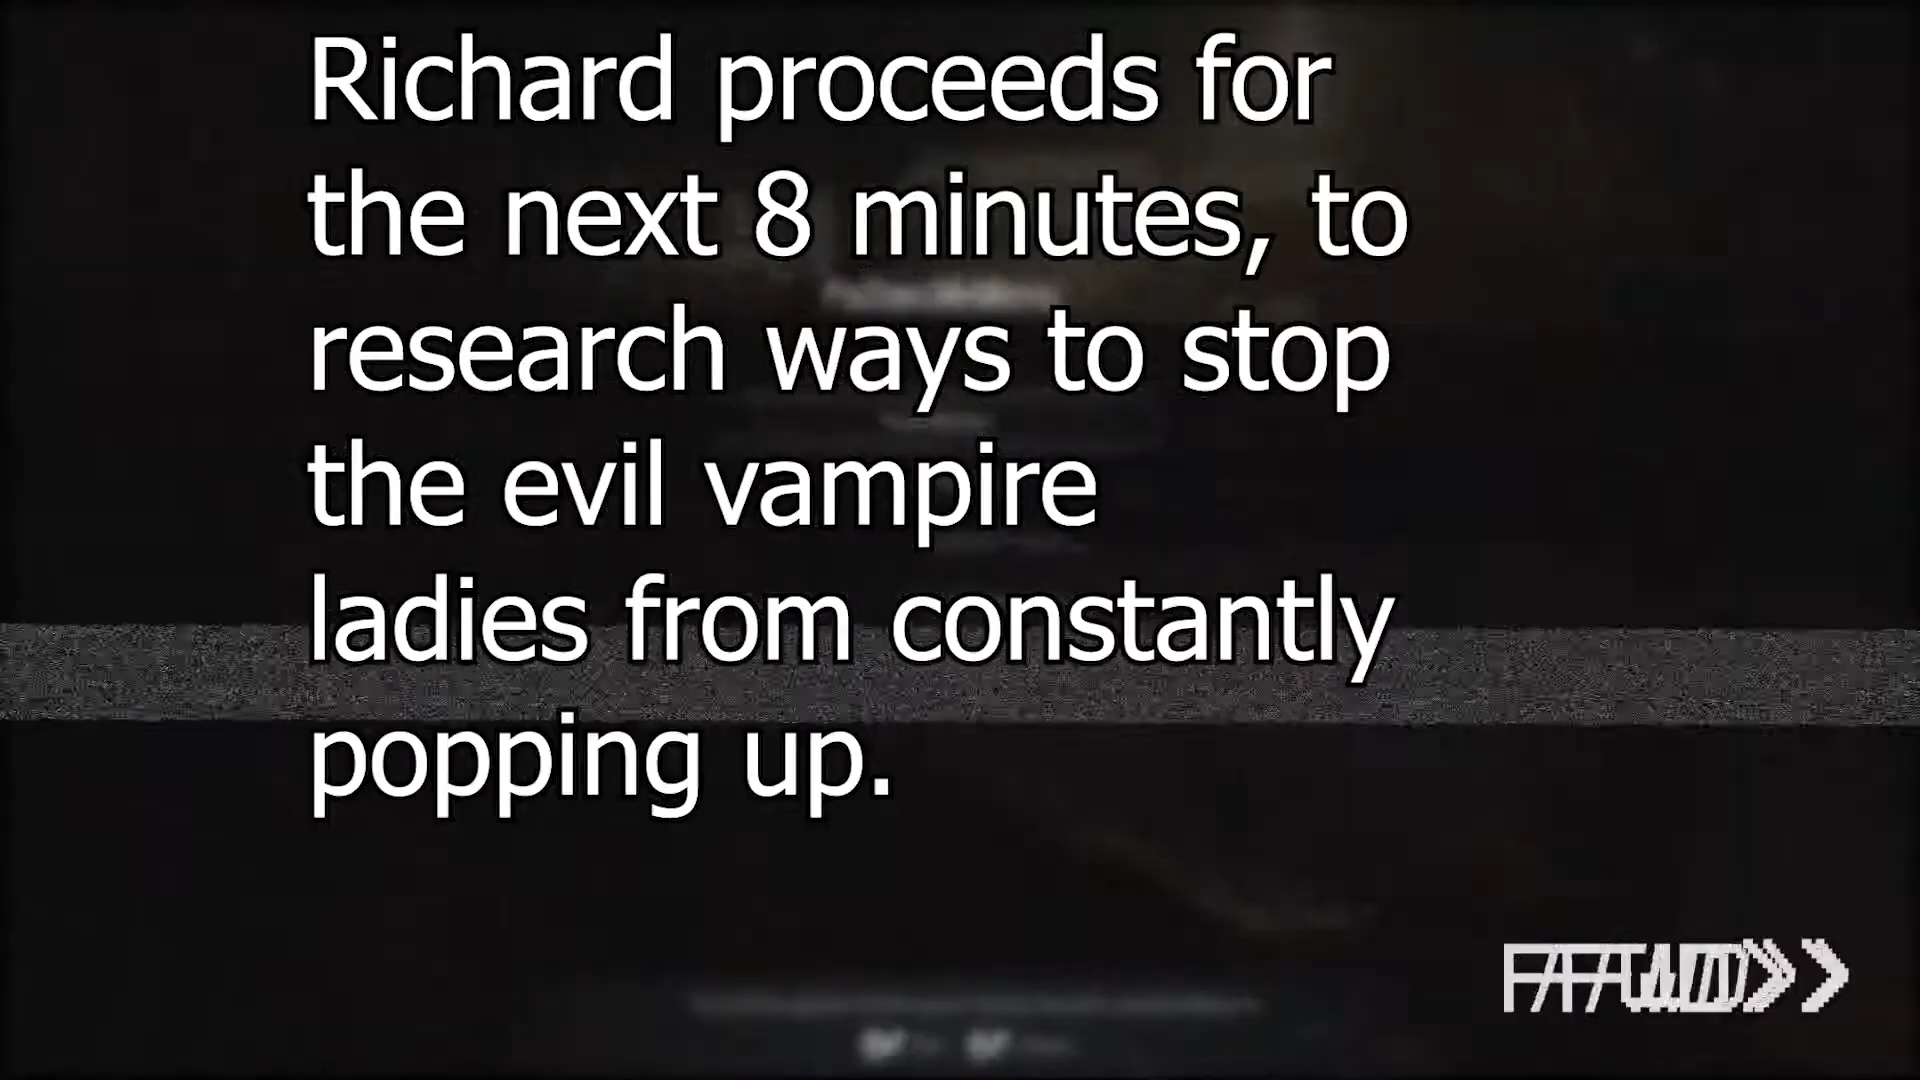 Richard proceeds for
the next 8 minutes, to
research ways to stop
the evil vampire
ladies from constantly
popping up.